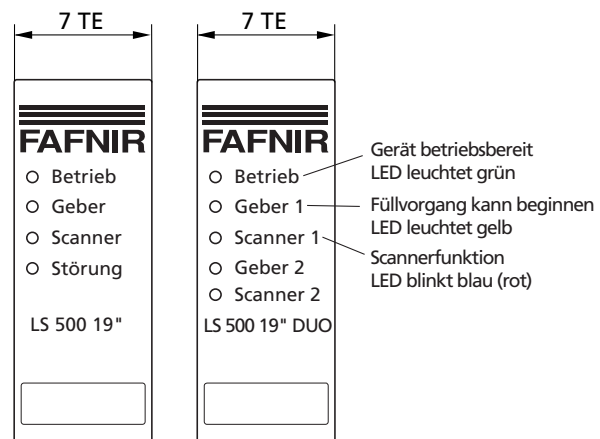 7 TE
FAFNIR
Betrieb
Geber
Scanner
Störung
LS 500 19"
7 TE
FAFNIR
Betrieb
Geber 1
Scanner 1
Geber 2
Scanner 2
LS 500 19" DUO
Gerät betriebsbereit
LED leuchtet grün
Füllvorgang kann beginnen
LED leuchtet gelb
Scannerfunktion
LED blinkt blau (rot)